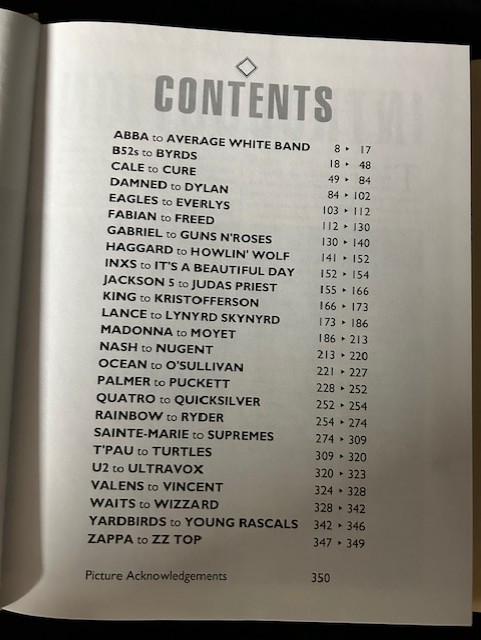 CONTENTS
ABBA to AVERAGE WHITE BAND 8 ‣ 17
B52s to BYRDS 18 ‣ 48
CALE to CURE 49 ‣ 84
DAMNED to DYLAN 84 ‣ 102
EAGLES to EVERLYS 103 ‣ 112
FABIAN to FREED 112 ‣ 130
GABRIEL to GUNS N'ROSES 130 ‣ 140
HAGGARD to HOWLIN' WOLF 141 ‣ 152
INXS to IT'S A BEAUTIFUL DAY 152 ‣ 154
JACKSON 5 to JUDAS PRIEST 155 ‣ 166
KING to KRISTOFFERSON 166 ‣ 173
LANCE to LYNYRD SKYNYRD 173 ‣ 186
MADONNA to MOYET 186 ‣ 213
NASH to NUGENT 213 ‣ 220
OCEAN to O'SULLIVAN 221 ‣ 227
PALMER to PUCKETT 228 ‣ 252
QUATRO to QUICKSILVER 252 ‣ 254
RAINBOW to RYDER 254 ‣ 274
SAINTE-MARIE to SUPREMES 274 ‣ 309
T'PAU to TURTLES 309 ‣ 320
U2 to ULTRAVOX 320 ‣ 323
VALENS to VINCENT 324 ‣ 328
WAITS to WIZZARD 328 ‣ 342
YARDBIRDS to YOUNG RASCALS 342 ‣ 346
ZAPPA to ZZ TOP 347 ‣ 349
Picture Acknowledgements 350